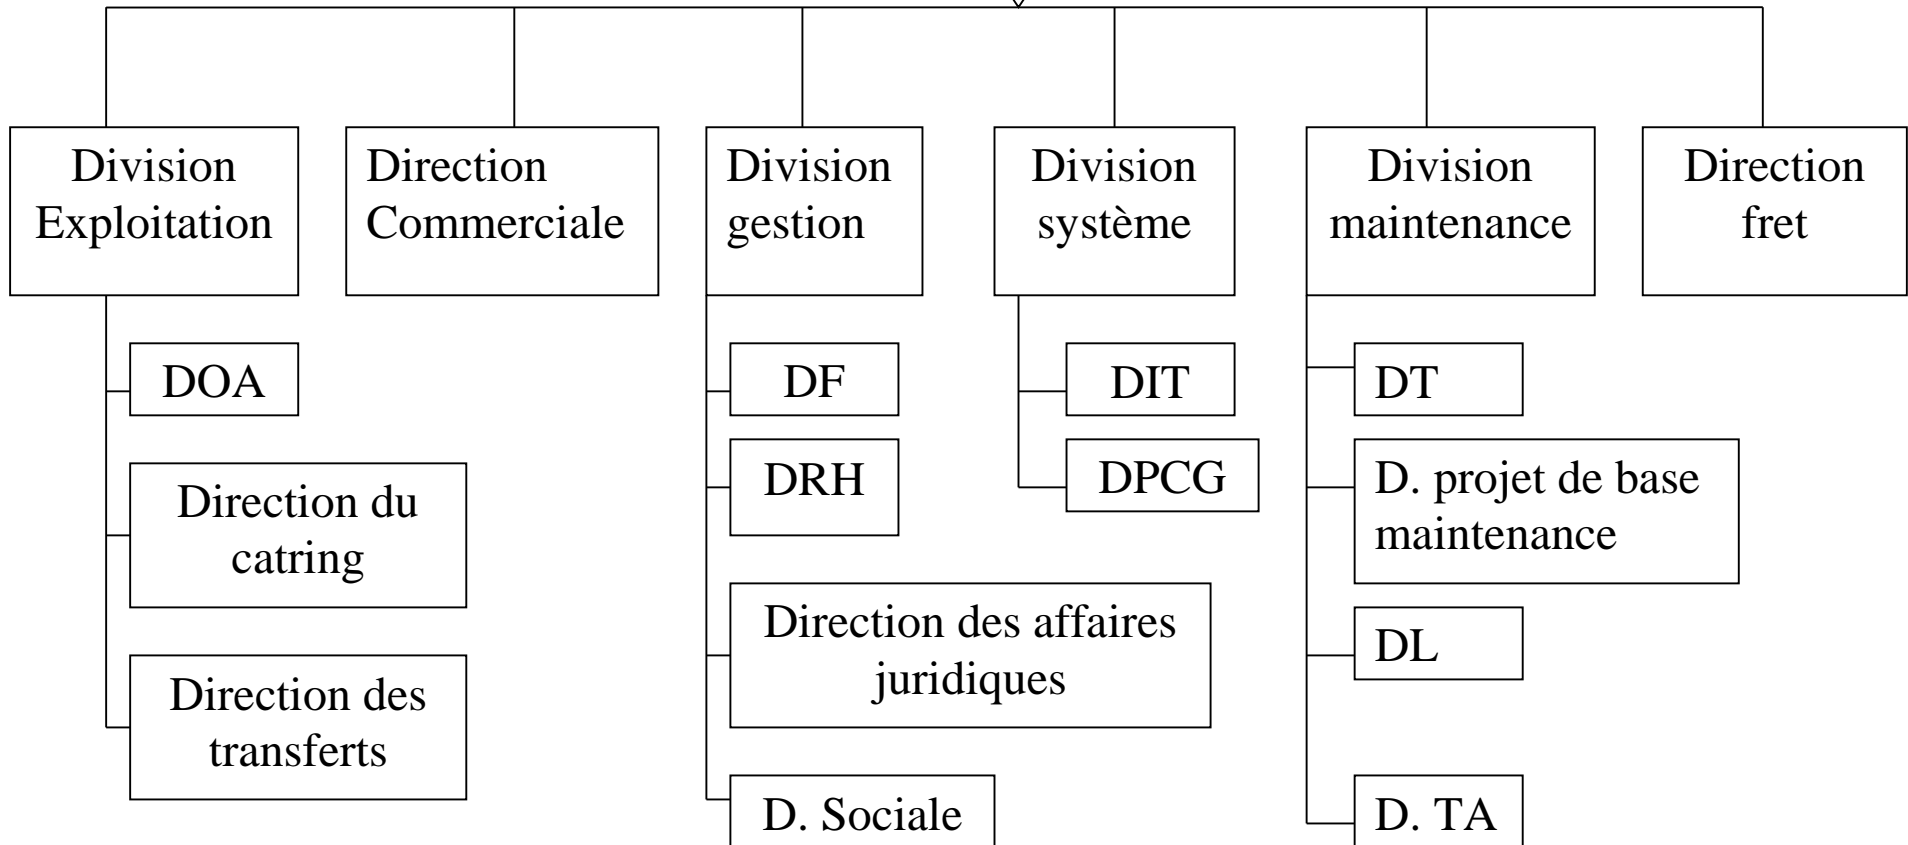 Division
Exploitation
Direction
Commerciale
Division
gestion
Division
système
Division
maintenance
Direction
fret
DOA
Direction du
catring
Direction des
transferts
DF
DRH
Direction des affaires
juridiques
D. Sociale
DIT
DPCG
DT
D. projet de base
maintenance
DL
D. TA